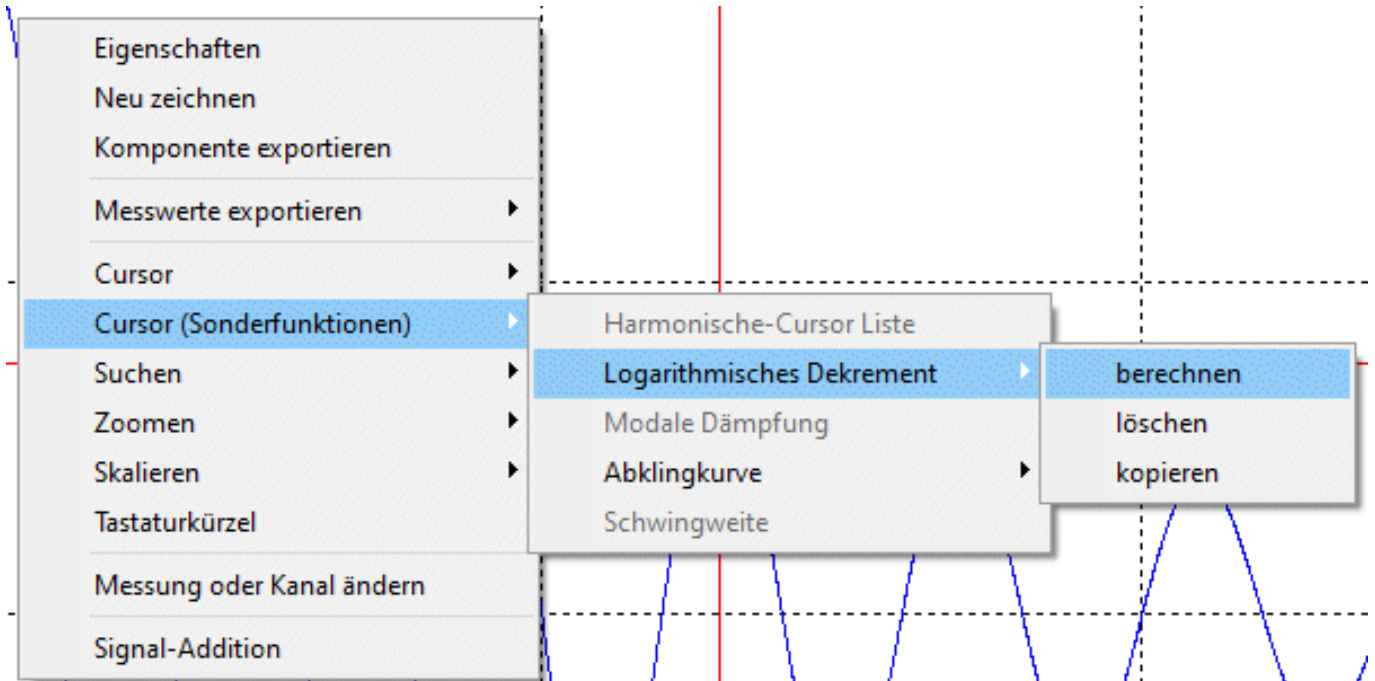 Eigenschaften
Neu zeichnen
Komponente exportieren
Messwerte exportieren
Cursor
Cursor (Sonderfunktionen)
Suchen
Zoomen
Skalieren
Tastaturkürzel
Messung oder Kanal ändern
Signal-Addition
Harmonische-Cursor Liste
Logarithmisches Dekrement
Modale Dämpfung
Abklingkurve
Schwingweite
berechnen
löschen
kopieren